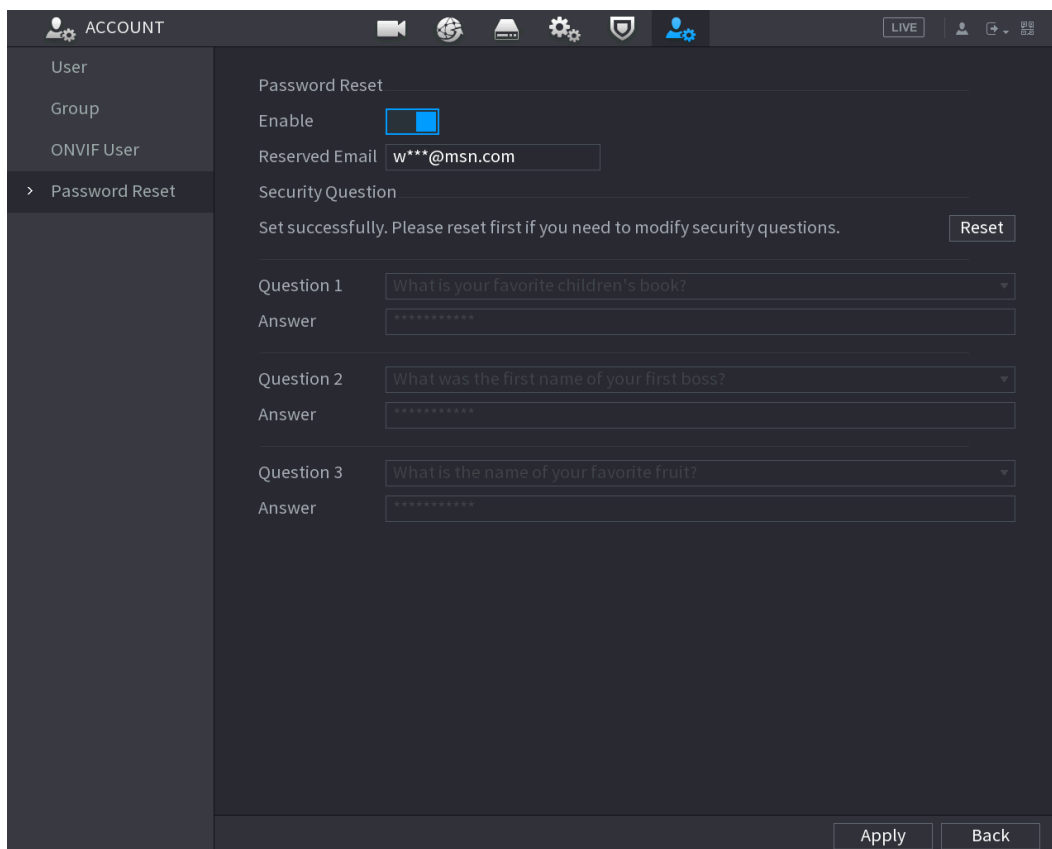 ACCOUNT
LIVE
User
Group
ONVIF User
Password Reset
Password Reset
Enable
Reserved Email w***@msn.com
Security Question
Set successfully. Please reset first if you need to modify security questions. Reset
Question 1 What is your favorite children's book?
Answer ***********
Question 2 What was the first name of your first boss?
Answer ***********
Question 3 What is the name of your favorite fruit?
Answer ***********
Apply Back